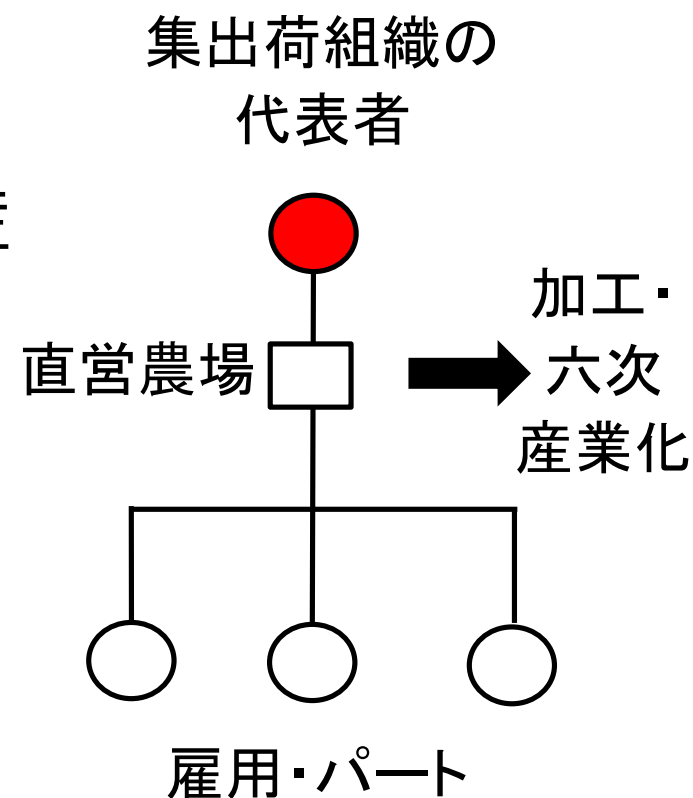 集出荷組織の
代表者
直営農場
加工・
六次
産業化
雇用・パート